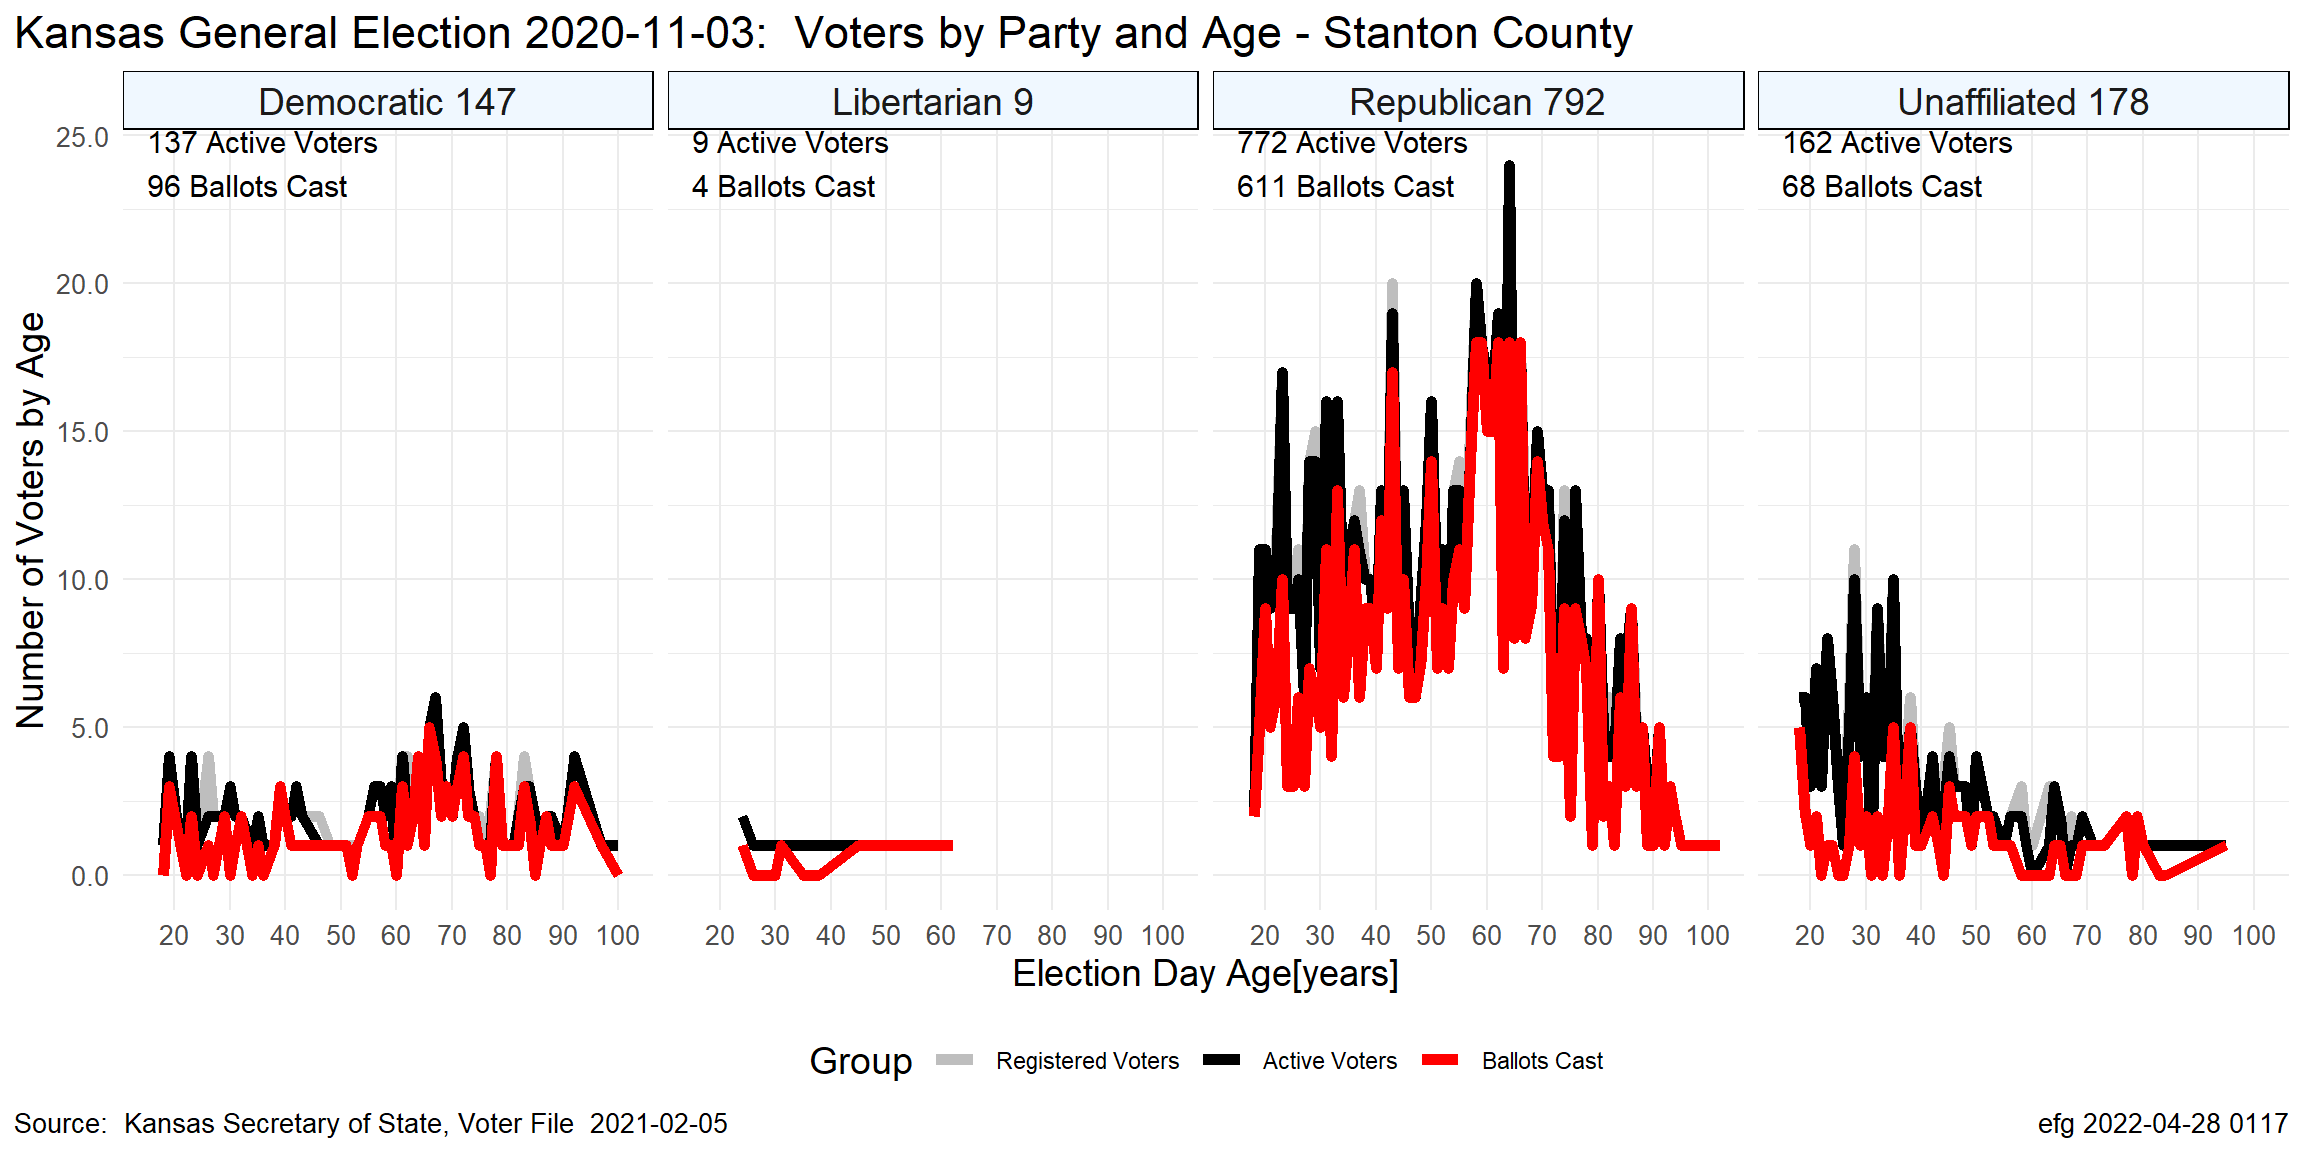 Kansas General Election 2020-11-03:  Voters by Party and Age - Stanton County
Democratic 147
Libertarian 9
Republican 792
Unaffiliated 178
137 Active Voters
96 Ballots Cast
9 Active Voters
4 Ballots Cast
772 Active Voters
611 Ballots Cast
162 Active Voters
68 Ballots Cast
Number of Voters by Age
25.0
20.0
15.0
10.0
5.0
0.0
20 30 40 50 60 70 80 90 100
20 30 40 50 60 70 80 90 100
20 30 40 50 60 70 80 90 100
20 30 40 50 60 70 80 90 100
Election Day Age[years]
Group Registered Voters Active Voters Ballots Cast
Source:  Kansas Secretary of State, Voter File  2021-02-05
efg 2022-04-28 0117